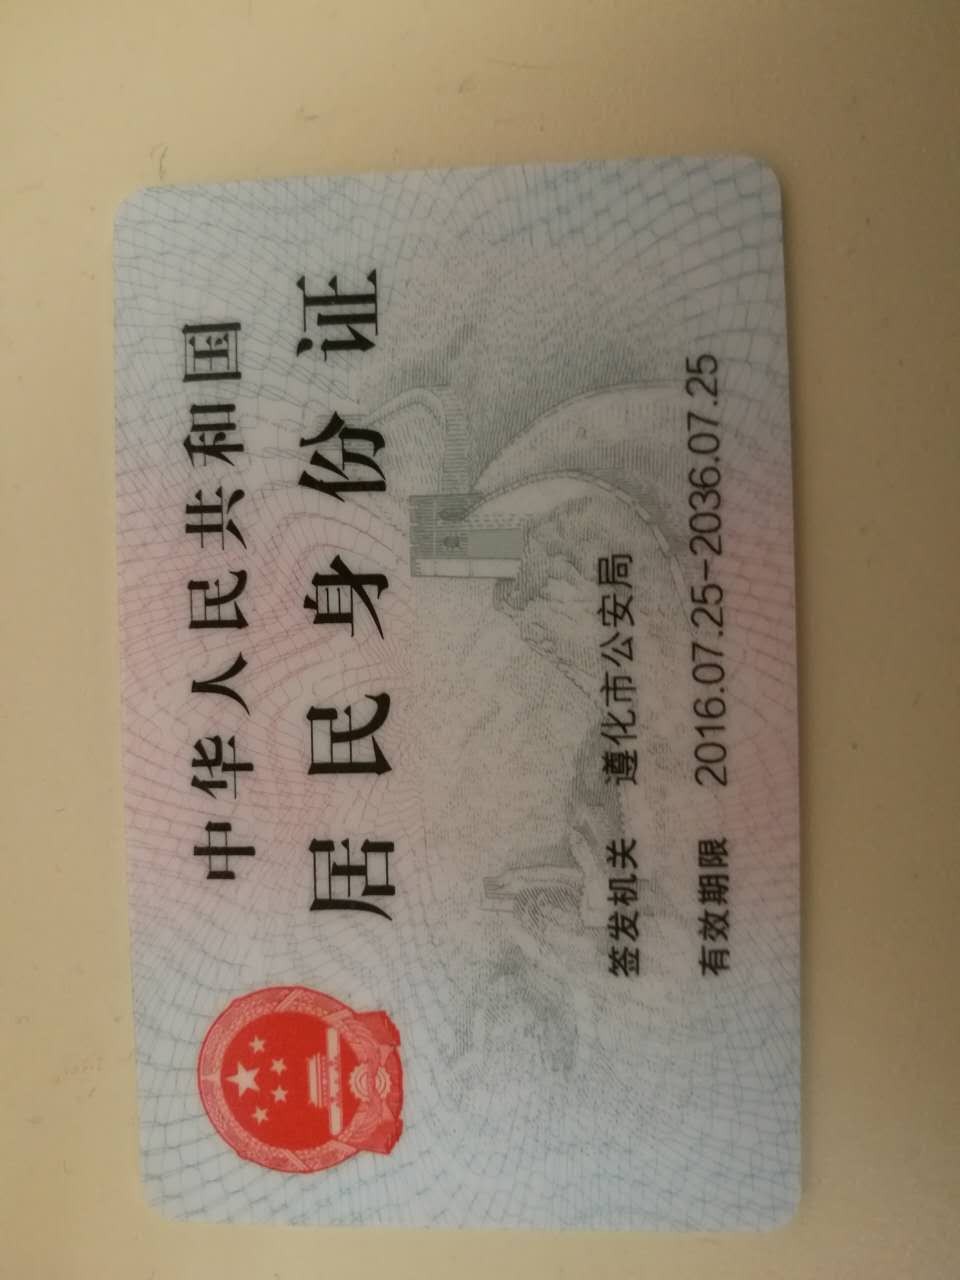 中华人民共和国
居民身份证
签发机关 遵化市公安局
有效期限 2016.07.25-2036.07.25